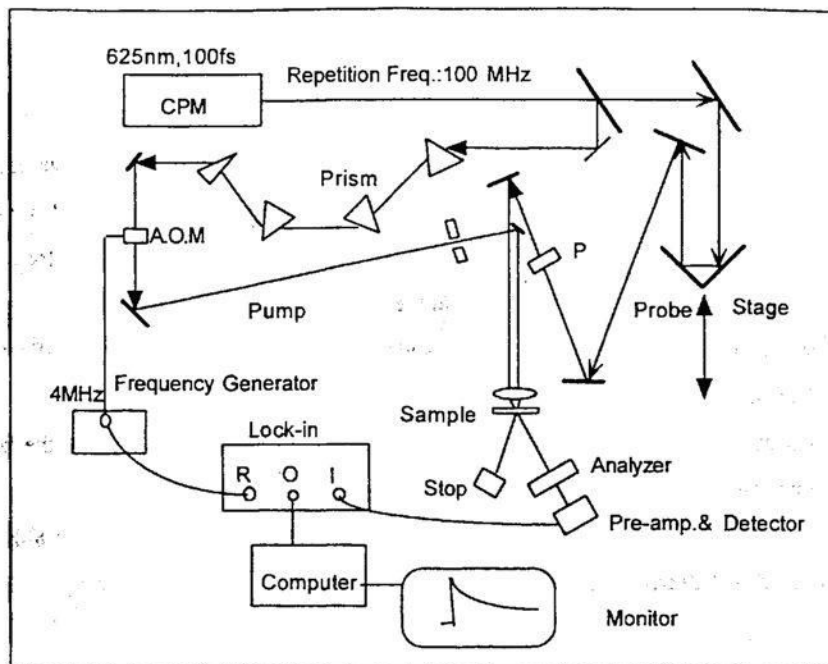 625nm,100fs
Repetition Freq.:100 MHz
CPM
Prism
A.O.M
P
Pump
Probe
Stage
4MHz
Frequency Generator
Sample
Lock-in
R O I
Stop
Analyzer
Pre-amp.& Detector
Computer
Monitor